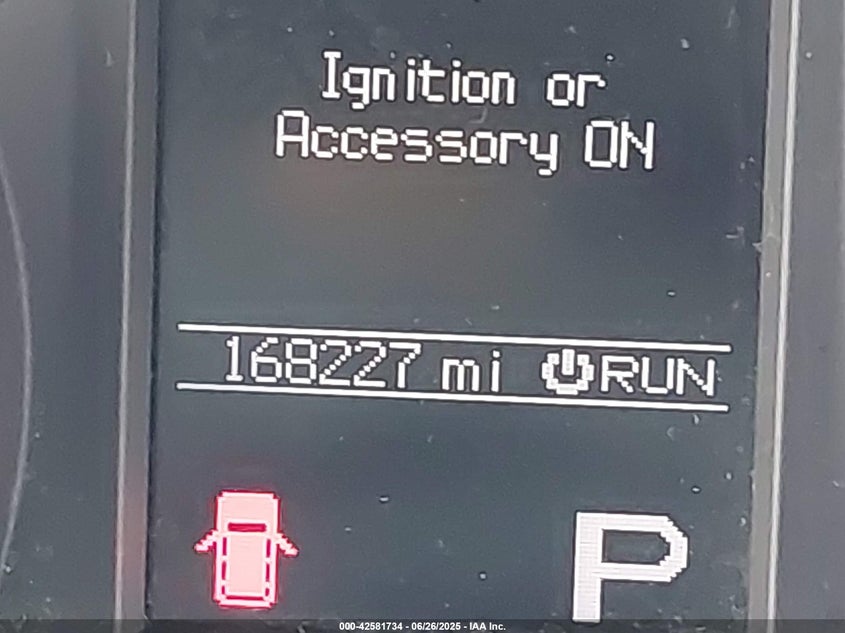 Ignition or
Accessory ON
168227 mi RUN
P
000-42581734 - 06/26/2025 - IAA Inc.